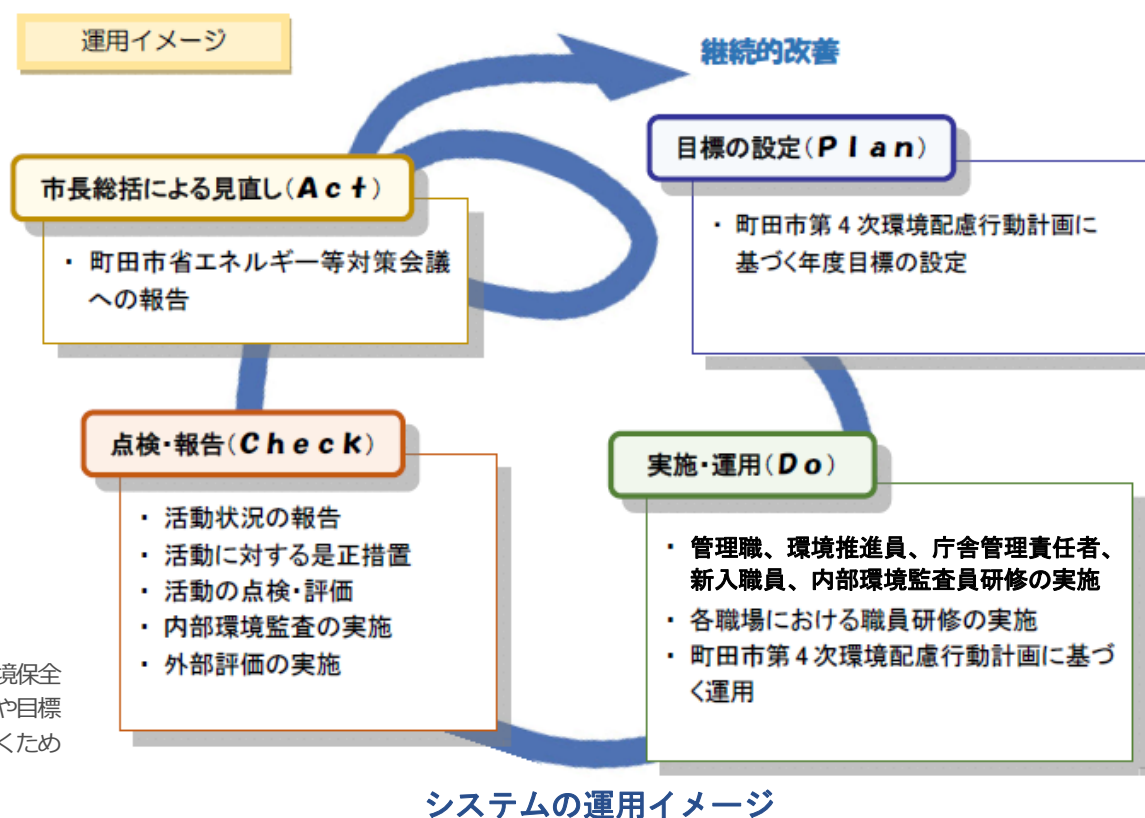 運用イメージ
継続的改善
目標の設定(Plan)
・ 町田市第4次環境配慮行動計画に
基づく年度目標の設定
市長総括による見直し(Act)
・ 町田市省エネルギー等対策会議
への報告
点検・報告(Check)
・ 活動状況の報告
・ 活動に対する是正措置
・ 活動の点検・評価
・ 内部環境監査の実施
・ 外部評価の実施
実施・運用(Do)
・ 管理職、環境推進員、庁舎管理責任者、
新入職員、内部環境監査員研修の実施
・ 各職場における職員研修の実施
・ 町田市第4次環境配慮行動計画に基づ
く運用
境保全
や目標
くため
システムの運用イメージ